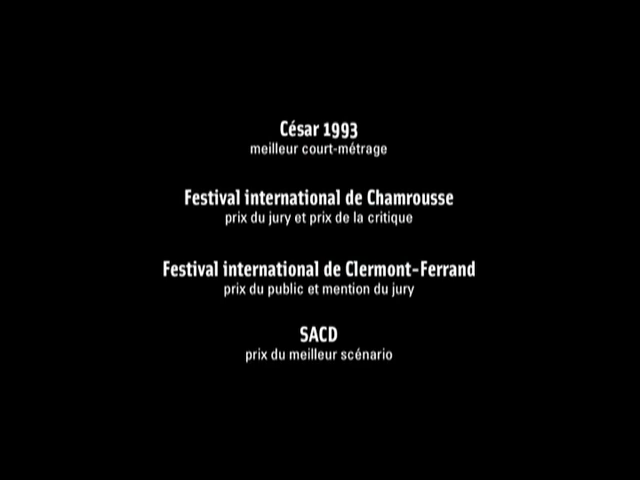 César 1993
meilleur court-métrage
Festival international de Chamrousse
prix du jury et prix de la critique
Festival international de Clermont-Ferrand
prix du public et mention du jury
SACD
prix du meilleur scénario